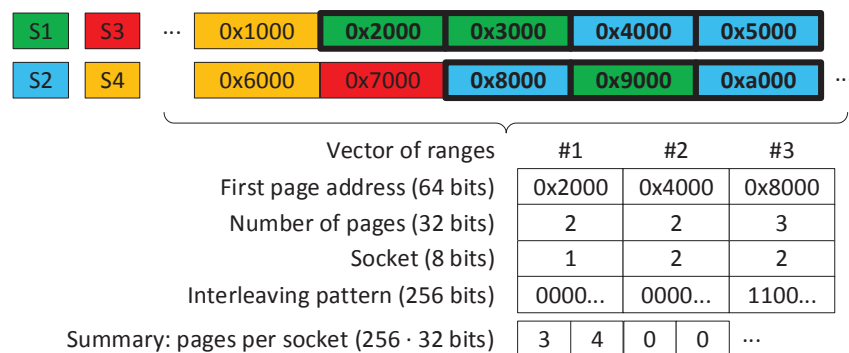 S1 S3 ... 0x1000 0x2000 0x3000 0x4000 0x5000
S2 S4 0x6000 0x7000 0x8000 0x9000 0xa000 ..
Vector of ranges #1 #2 #3
First page address (64 bits) 0x2000 0x4000 0x8000
Number of pages (32 bits) 2 2 3
Socket (8 bits) 1 2 2
Interleaving pattern (256 bits) 0000... 0000... 1100...
Summary: pages per socket (256 · 32 bits) 3 4 0 0 ...